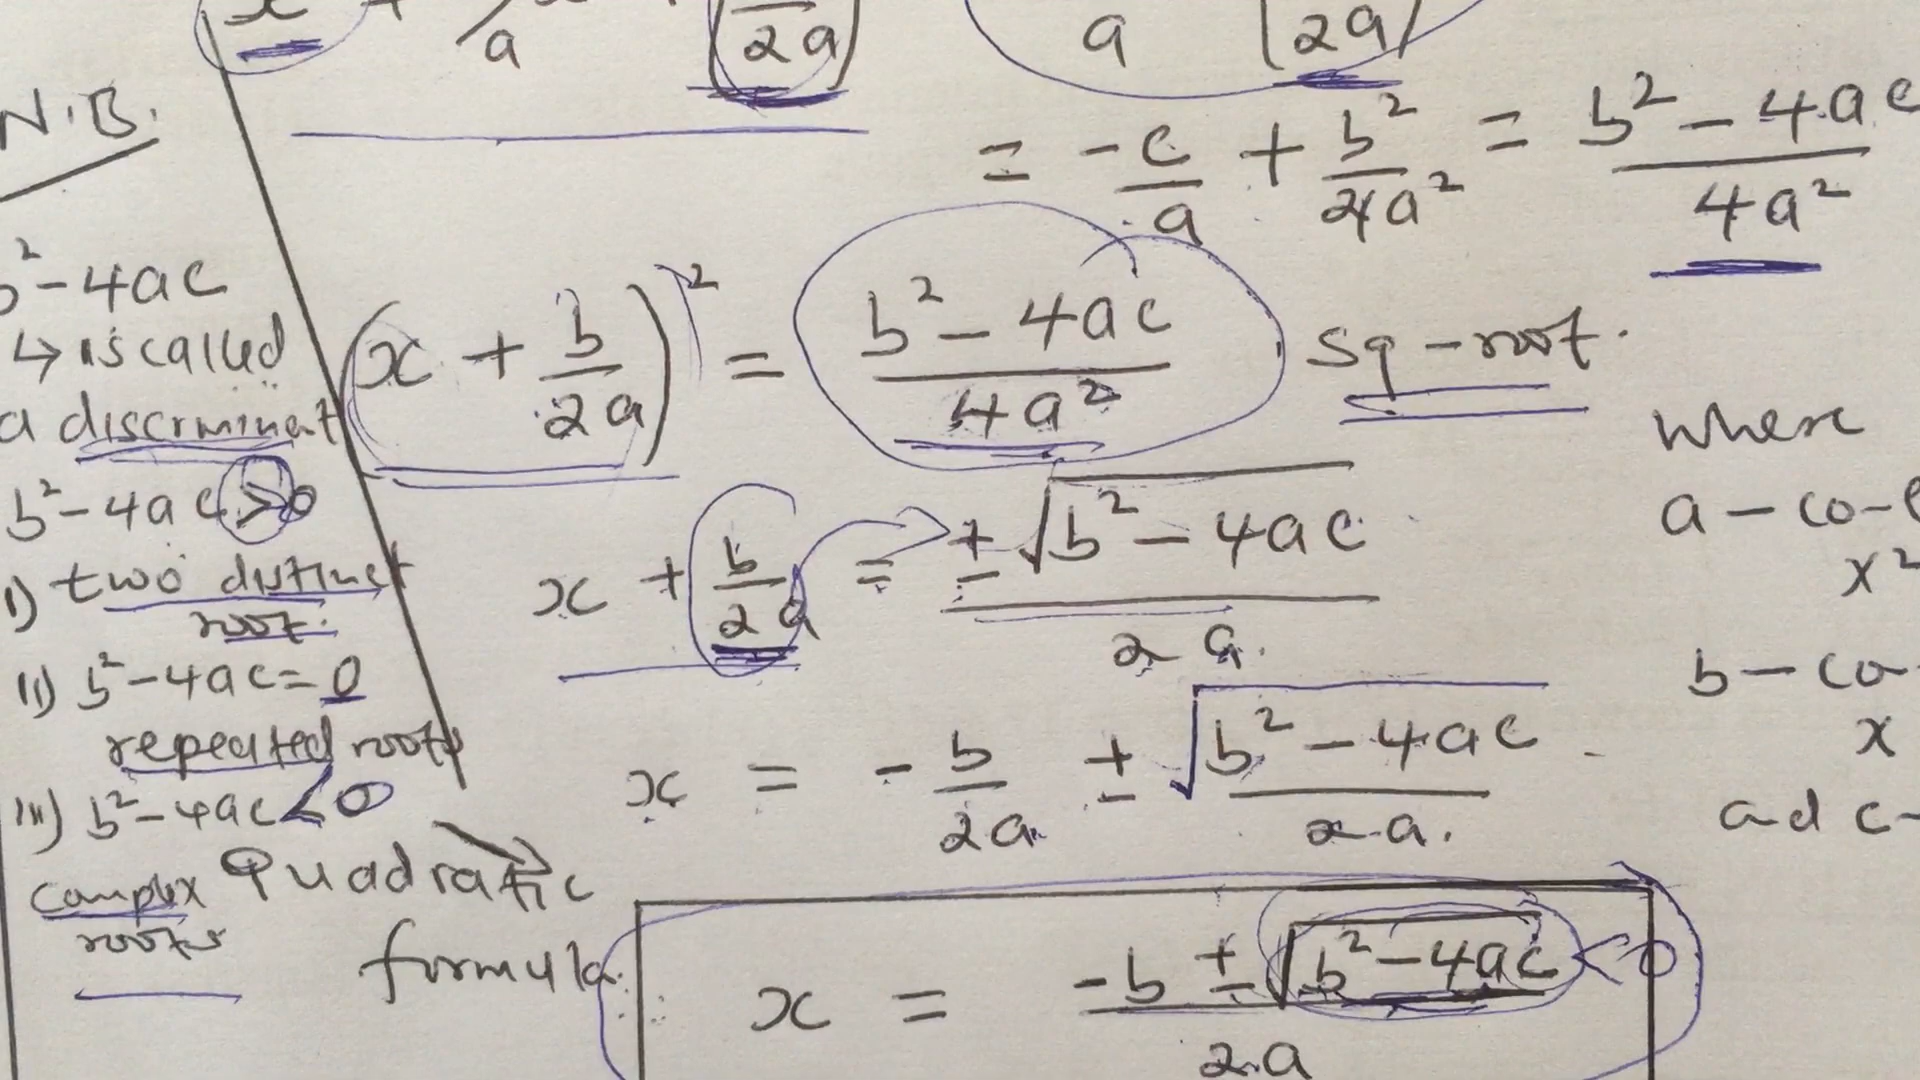 N.B.
b² - 4ac
↳ is called
a discriminant
b² - 4ac > 0
i) two distinct
root.
ii) b² - 4ac = 0
repeated roots
iii) b² - 4ac < 0
complex
roots
a (2a)
= -c/a + b²/4a² = (b² - 4ac)/4a²
(x + b/2a)² = (b² - 4ac)/4a² sq-root.
x + b/2a = ±√(b² - 4ac)/2a.
x = -b/2a ± √(b² - 4ac)/2a.
Quadratic
formula.
x = (-b ± √(b² - 4ac))/2a < 0
where
a - co-e
x²
b - co-
x
ad c-